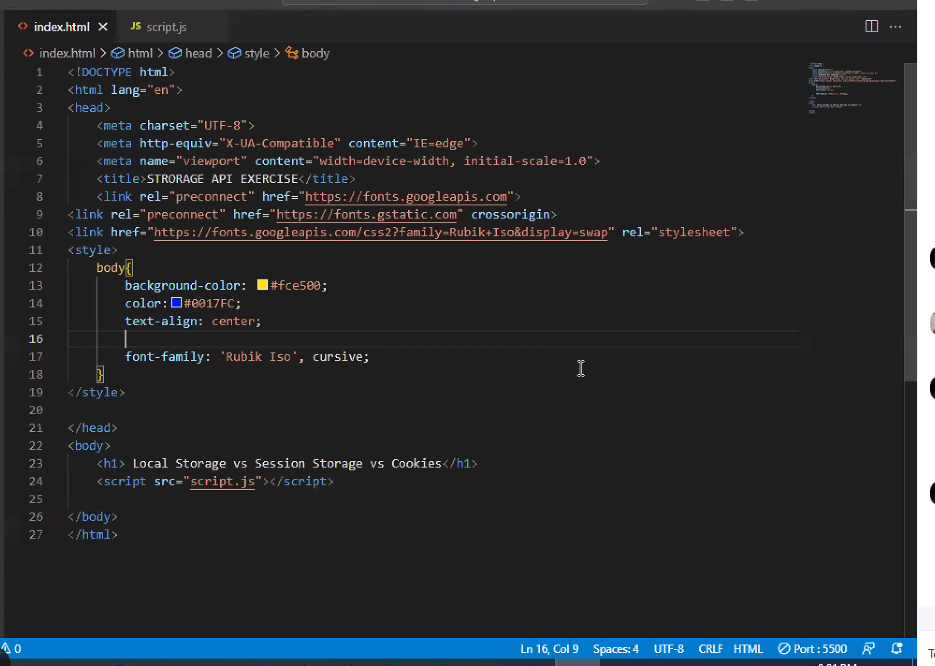 index.html
JS script.js
index.html > html > head > style > body
1 <!DOCTYPE html>
2 <html lang="en">
3 <head>
4 <meta charset="UTF-8">
5 <meta http-equiv="X-UA-Compatible" content="IE=edge">
6 <meta name="viewport" content="width=device-width, initial-scale=1.0">
7 <title>STRORAGE API EXERCISE</title>
8 <link rel="preconnect" href="https://fonts.googleapis.com">
9 <link rel="preconnect" href="https://fonts.gstatic.com" crossorigin>
10 <link href="https://fonts.googleapis.com/css2?family=Rubik+Iso&display=swap" rel="stylesheet">
11 <style>
12 body{
13 background-color: #fce500;
14 color:#0017FC;
15 text-align: center;
16
17 font-family: 'Rubik Iso', cursive;
18 }
19 </style>
20
21 </head>
22 <body>
23 <h1> Local Storage vs Session Storage vs Cookies</h1>
24 <script src="script.js"></script>
25
26 </body>
27 </html>
0 Ln 16, Col 9 Spaces: 4 UTF-8 CRLF HTML Port : 5500